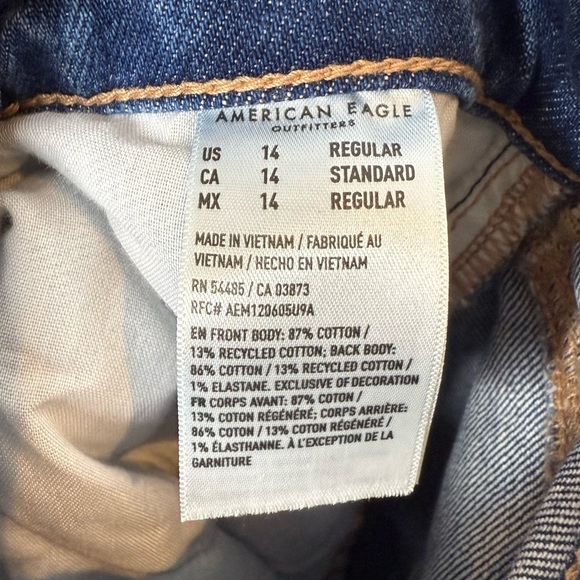 AMERICAN EAGLE
OUTFITTERS
US 14 REGULAR
CA 14 STANDARD
MX 14 REGULAR
MADE IN VIETNAM / FABRIQUÉ AU
VIETNAM / HECHO EN VIETNAM
RN 54485 / CA 03873
RFC# AEM120605U9A
EN FRONT BODY: 87% COTTON /
13% RECYCLED COTTON; BACK BODY:
86% COTTON / 13% RECYCLED COTTON /
1% ELASTANE. EXCLUSIVE OF DECORATION
FR CORPS AVANT: 87% COTON /
13% COTON RÉGÉNÉRÉ; CORPS ARRIÈRE:
86% COTON / 13% COTON RÉGÉNÉRÉ /
1% ÉLASTHANNE. À L'EXCEPTION DE LA
GARNITURE